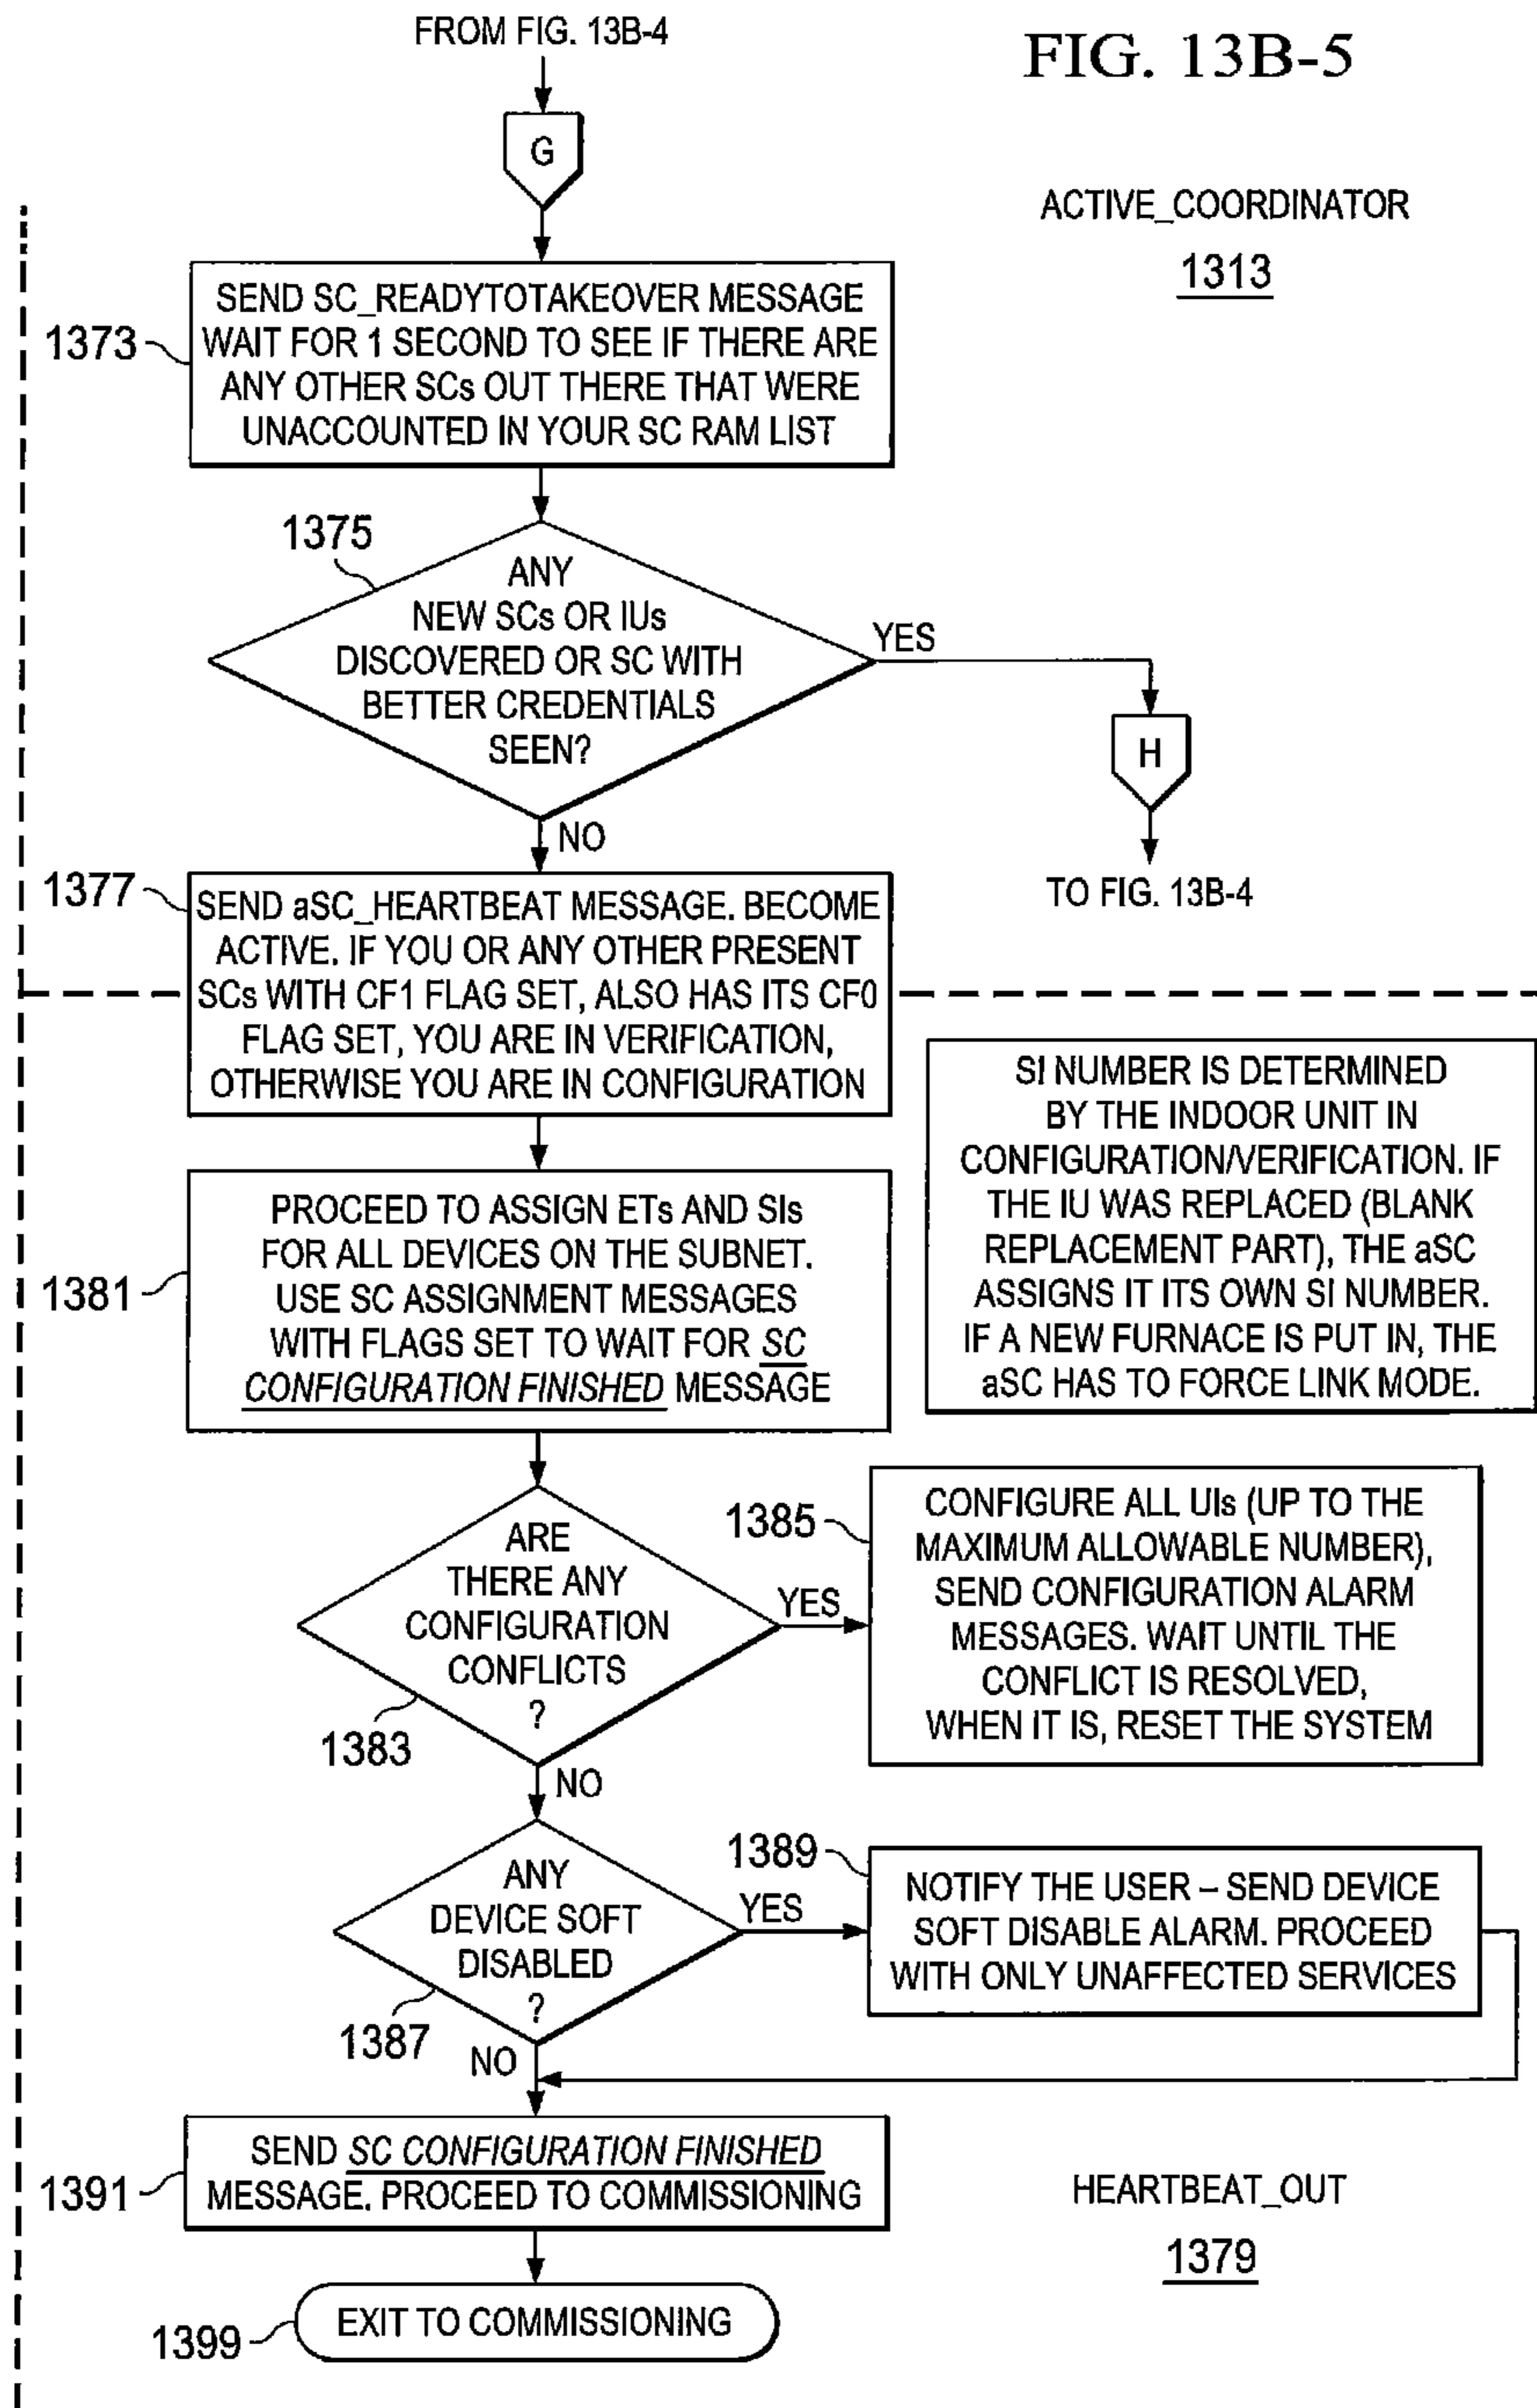 FROM FIG. 13B-4
FIG. 13B-5
G
ACTIVE_COORDINATOR
1313
1373
SEND SC_READYTOTAKEOVER MESSAGE
WAIT FOR 1 SECOND TO SEE IF THERE ARE
ANY OTHER SCs OUT THERE THAT WERE
UNACCOUNTED IN YOUR SC RAM LIST
1375
ANY
NEW SCs OR IUs
DISCOVERED OR SC WITH
BETTER CREDENTIALS
SEEN?
YES
H
TO FIG. 13B-4
NO
1377
SEND aSC_HEARTBEAT MESSAGE. BECOME
ACTIVE. IF YOU OR ANY OTHER PRESENT
SCs WITH CF1 FLAG SET, ALSO HAS ITS CF0
FLAG SET, YOU ARE IN VERIFICATION,
OTHERWISE YOU ARE IN CONFIGURATION
SI NUMBER IS DETERMINED
BY THE INDOOR UNIT IN
CONFIGURATION/VERIFICATION. IF
THE IU WAS REPLACED (BLANK
REPLACEMENT PART), THE aSC
ASSIGNS IT ITS OWN SI NUMBER.
IF A NEW FURNACE IS PUT IN, THE
aSC HAS TO FORCE LINK MODE.
1381
PROCEED TO ASSIGN ETs AND SIs
FOR ALL DEVICES ON THE SUBNET.
USE SC ASSIGNMENT MESSAGES
WITH FLAGS SET TO WAIT FOR SC
CONFIGURATION FINISHED MESSAGE
1383
ARE
THERE ANY
CONFIGURATION
CONFLICTS
?
YES
1385
CONFIGURE ALL UIs (UP TO THE
MAXIMUM ALLOWABLE NUMBER),
SEND CONFIGURATION ALARM
MESSAGES. WAIT UNTIL THE
CONFLICT IS RESOLVED,
WHEN IT IS, RESET THE SYSTEM
NO
1387
ANY
DEVICE SOFT
DISABLED
?
YES
1389
NOTIFY THE USER – SEND DEVICE
SOFT DISABLE ALARM. PROCEED
WITH ONLY UNAFFECTED SERVICES
NO
1391
SEND SC CONFIGURATION FINISHED
MESSAGE. PROCEED TO COMMISSIONING
HEARTBEAT_OUT
1379
1399
EXIT TO COMMISSIONING